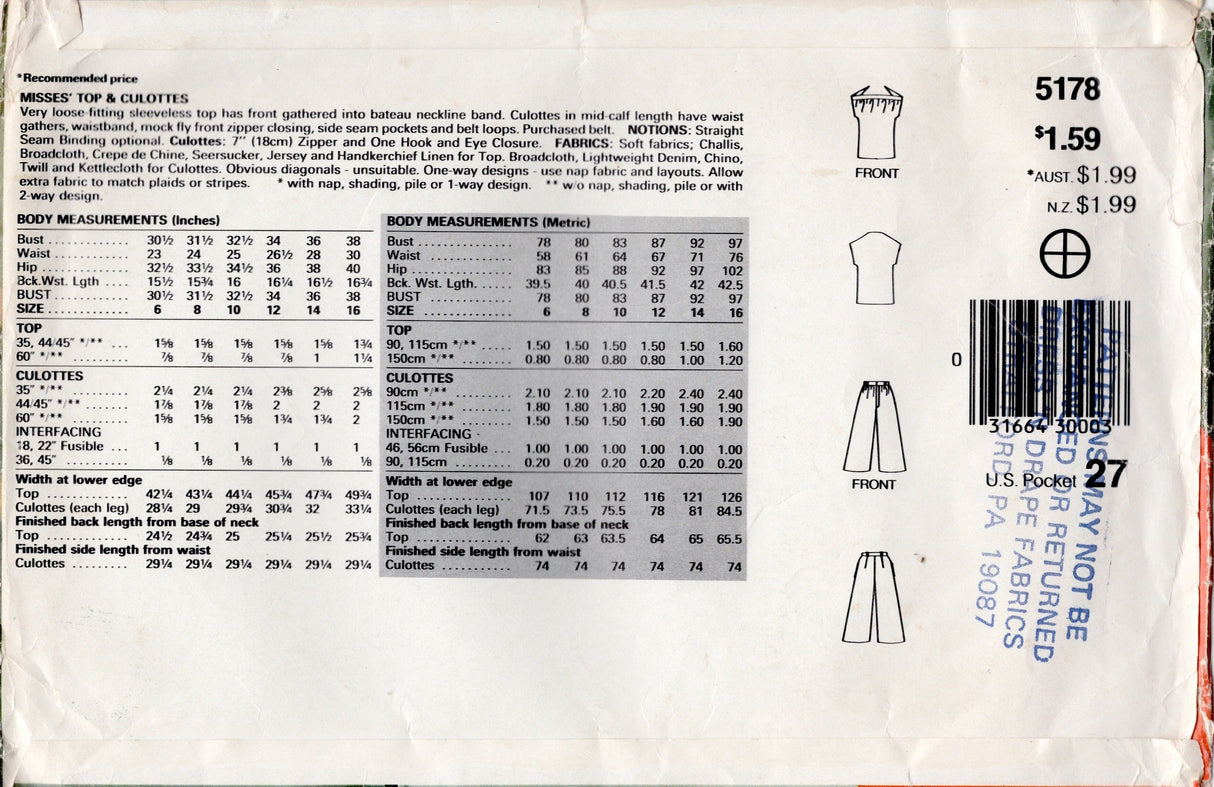 *Recommended price
MISSES' TOP & CULOTTES
Very loose-fitting sleeveless top has front gathered into bateau neckline band. Culottes in mid-calf length have waist
gathers, waistband, mock fly front zipper closing, side seam pockets and belt loops. Purchased belt. NOTIONS: Straight
Seam Binding optional. Culottes: 7" (18cm) Zipper and One Hook and Eye Closure. FABRICS: Soft fabrics; Challis,
Broadcloth, Crepe de Chine, Seersucker, Jersey and Handkerchief Linen for Top. Broadcloth, Lightweight Denim, Chino,
Twill and Kettlecloth for Culottes. Obvious diagonals - unsuitable. One-way designs - use nap fabric and layouts. Allow
extra fabric to match plaids or stripes. * with nap, shading, pile or 1-way design. ** w/o nap, shading, pile or with
2-way design.
BODY MEASUREMENTS (Inches)
Bust ............. 30½ 31½ 32½ 34 36 38
Waist ............ 23 24 25 26½ 28 30
Hip .............. 32½ 33½ 34½ 36 38 40
Bck.Wst. Lgth .... 15½ 15¾ 16 16¼ 16½ 16¾
BUST ............. 30½ 31½ 32½ 34 36 38
SIZE ............. 6 8 10 12 14 16
TOP
35, 44/45" */** ... 1⅝ 1⅝ 1⅝ 1⅝ 1⅝ 1¾
60" */** .......... ⅞ ⅞ ⅞ ⅞ 1 1¼
CULOTTES
35" */** .......... 2¼ 2¼ 2¼ 2⅜ 2⅝ 2⅝
44/45" */** ....... 1⅞ 1⅞ 1⅞ 2 2 2
60" */** .......... 1⅝ 1⅝ 1⅝ 1¾ 1¾ 2
INTERFACING
18, 22" Fusible ... 1 1 1 1 1 1
36, 45" .......... ⅛ ⅛ ⅛ ⅛ ⅛ ⅛
Width at lower edge
Top ............ 42¼ 43¼ 44¼ 45¾ 47¾ 49¾
Culottes (each leg) 28¼ 29 29¾ 30¾ 32 33¼
Finished back length from base of neck
Top ............ 24½ 24¾ 25 25¼ 25½ 25¾
Finished side length from waist
Culottes ......... 29¼ 29¼ 29¼ 29¼ 29¼ 29¼
BODY MEASUREMENTS (Metric)
Bust .............. 78 80 83 87 92 97
Waist ............. 58 61 64 67 71 76
Hip ............... 83 85 88 92 97 102
Bck. Wst. Lgth. ..... 39.5 40 40.5 41.5 42 42.5
BUST .............. 78 80 83 87 92 97
SIZE .............. 6 8 10 12 14 16
TOP
90, 115cm */** ..... 1.50 1.50 1.50 1.50 1.50 1.60
150cm */** ......... 0.80 0.80 0.80 0.80 1.00 1.20
CULOTTES
90cm */** .......... 2.10 2.10 2.10 2.20 2.40 2.40
115cm */** ......... 1.80 1.80 1.80 1.90 1.90 1.90
150cm */** ......... 1.50 1.50 1.50 1.60 1.60 1.90
INTERFACING -
46, 56cm Fusible ... 1.00 1.00 1.00 1.00 1.00 1.00
90, 115cm ......... 0.20 0.20 0.20 0.20 0.20 0.20
Width at lower edge
Top ............... 107 110 112 116 121 126
Culottes (each leg) 71.5 73.5 75.5 78 81 84.5
Finished back length from base of neck
Top ............... 62 63 63.5 64 65 65.5
Finished side length from waist
Culottes ........... 74 74 74 74 74 74
FRONT
FRONT
5178
$1.59
*AUST. $1.99
N.Z. $1.99
0
31664 30003
U.S. Pocket 27
PATTERNS MAY NOT BE
OR RETURNED
DRAPE FABRICS
PA 19087